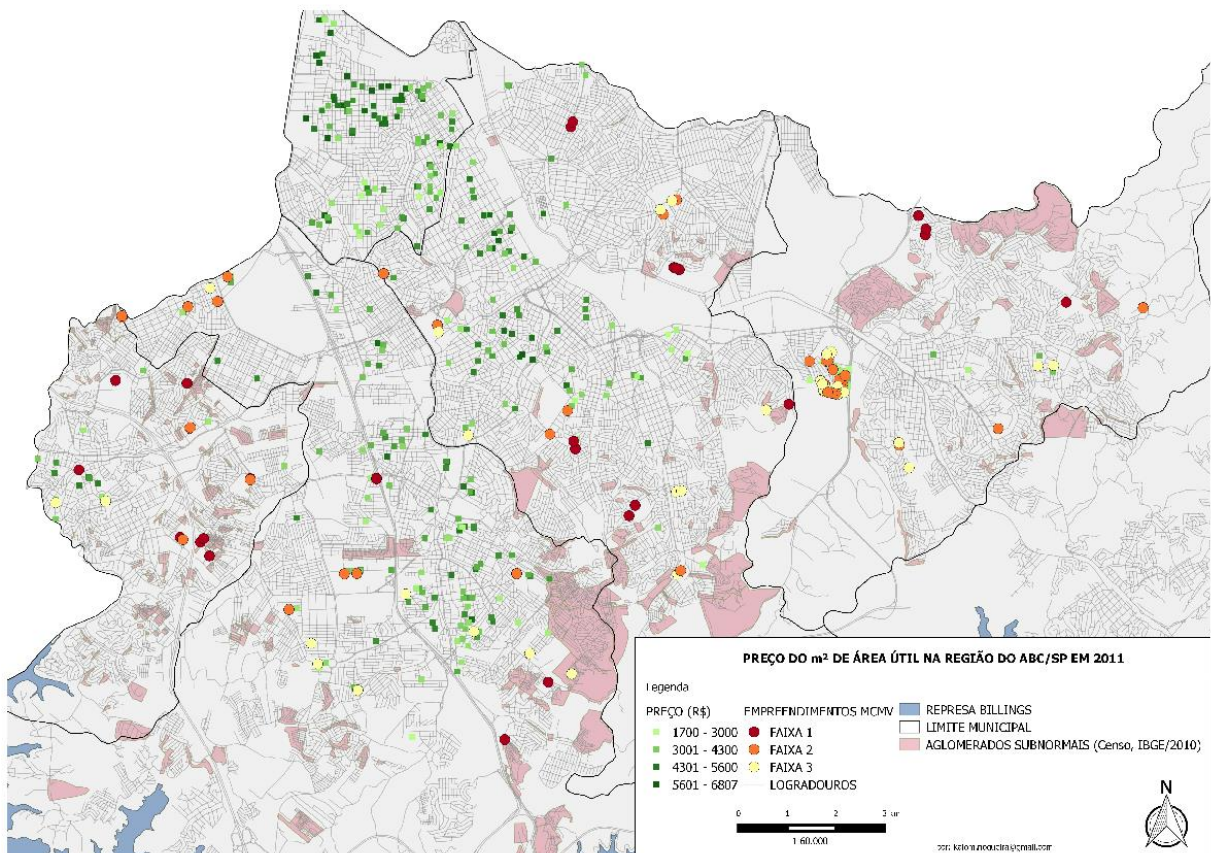 PREÇO DO m² DE ÁREA ÚTIL NA REGIÃO DO ABC/SP EM 2011
Legenda
PREÇO (R$)
1700 - 3000
3001 - 4300
4301 - 5600
5601 - 6807
EMPREENDIMENTOS MCMV
FAIXA 1
FAIXA 2
FAIXA 3
LOGRADOUROS
REPRESA BILLINGS
LIMITE MUNICIPAL
AGLOMERADOS SUBNORMAIS (Censo, IBGE/2010)
0 1 2 3 km
1:60.000
N